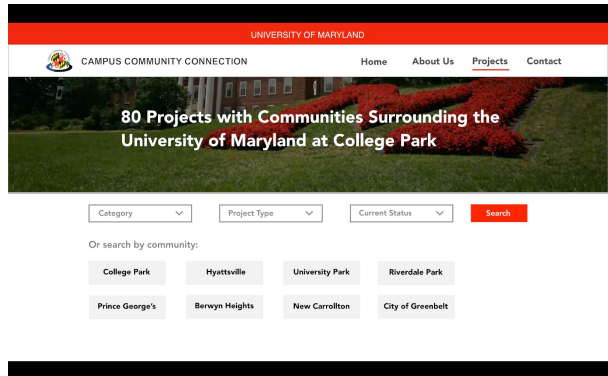 UNIVERSITY OF MARYLAND
CAMPUS COMMUNITY CONNECTION
Home About Us Projects Contact
80 Projects with Communities Surrounding the
University of Maryland at College Park
Category Project Type Current Status Search
Or search by community:
College Park Hyattsville University Park Riverdale Park
Prince George's Berwyn Heights New Carrollton City of Greenbelt